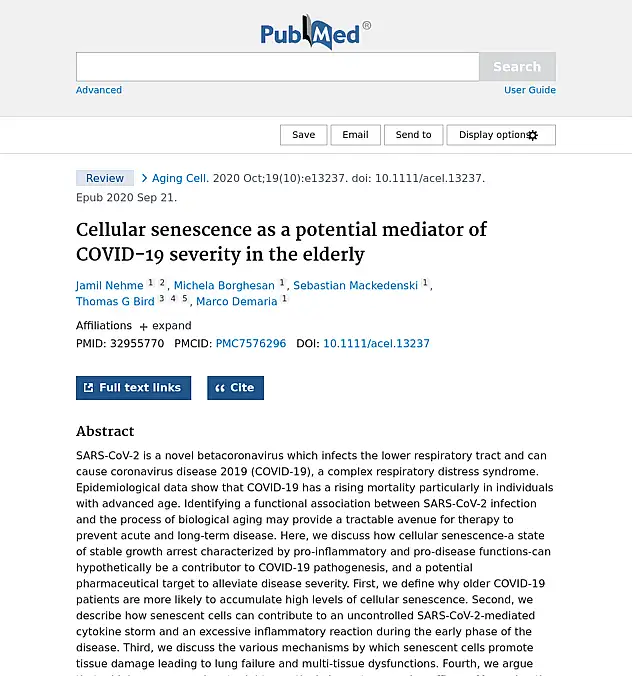 PubMed®
Search
Advanced
User Guide
Save
Email
Send to
Display options
Review
Aging Cell. 2020 Oct;19(10):e13237. doi: 10.1111/acel.13237.
Epub 2020 Sep 21.
Cellular senescence as a potential mediator of
COVID-19 severity in the elderly
Jamil Nehme 1 2, Michela Borghesan 1, Sebastian Mackedenski 1,
Thomas G Bird 3 4 5, Marco Demaria 1
Affiliations + expand
PMID: 32955770 PMCID: PMC7576296 DOI: 10.1111/acel.13237
Full text links
Cite
Abstract
SARS-CoV-2 is a novel betacoronavirus which infects the lower respiratory tract and can
cause coronavirus disease 2019 (COVID-19), a complex respiratory distress syndrome.
Epidemiological data show that COVID-19 has a rising mortality particularly in individuals
with advanced age. Identifying a functional association between SARS-CoV-2 infection
and the process of biological aging may provide a tractable avenue for therapy to
prevent acute and long-term disease. Here, we discuss how cellular senescence-a state
of stable growth arrest characterized by pro-inflammatory and pro-disease functions-can
hypothetically be a contributor to COVID-19 pathogenesis, and a potential
pharmaceutical target to alleviate disease severity. First, we define why older COVID-19
patients are more likely to accumulate high levels of cellular senescence. Second, we
describe how senescent cells can contribute to an uncontrolled SARS-CoV-2-mediated
cytokine storm and an excessive inflammatory reaction during the early phase of the
disease. Third, we discuss the various mechanisms by which senescent cells promote
tissue damage leading to lung failure and multi-tissue dysfunctions. Fourth, we argue